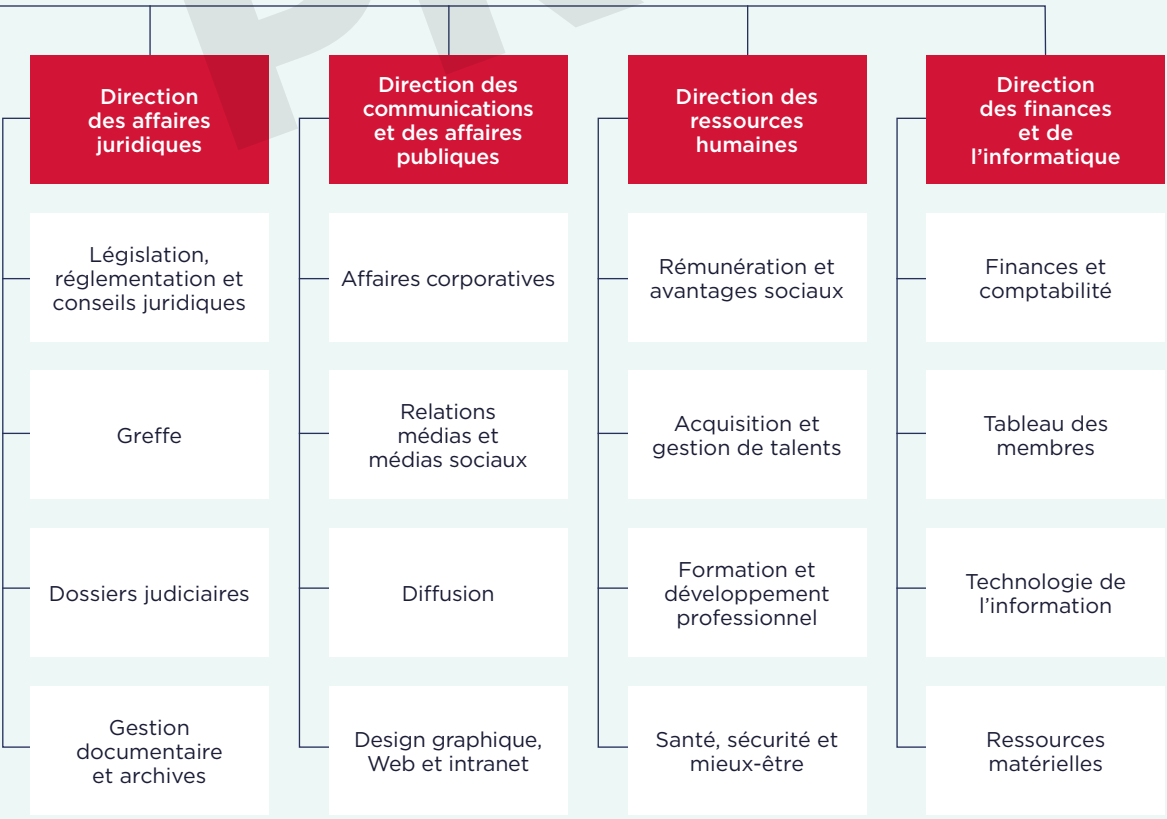 Direction
des affaires
juridiques
Législation,
réglementation et
conseils juridiques
Greffe
Dossiers judiciaires
Gestion
documentaire
et archives
Direction des
communications
et des affaires
publiques
Affaires corporatives
Relations
médias et
médias sociaux
Diffusion
Design graphique,
Web et intranet
Direction des
ressources
humaines
Rémunération et
avantages sociaux
Acquisition et
gestion de talents
Formation et
développement
professionnel
Santé, sécurité et
mieux-être
Direction
des finances
et de
l’informatique
Finances et
comptabilité
Tableau des
membres
Technologie de
l’information
Ressources
matérielles